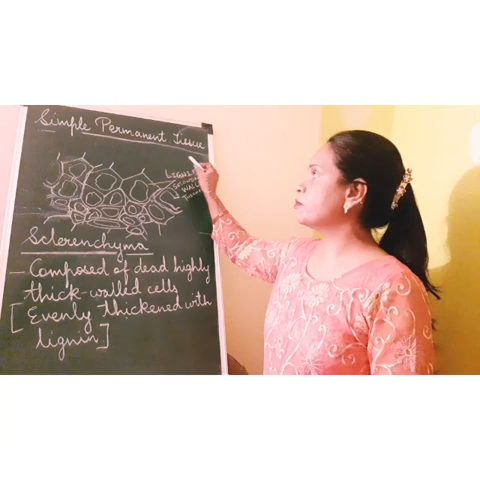 Simple Permanent Tissue
Sclerenchyma
- Composed of dead highly
thick-walled cells
[Evenly thickened with
lignin]